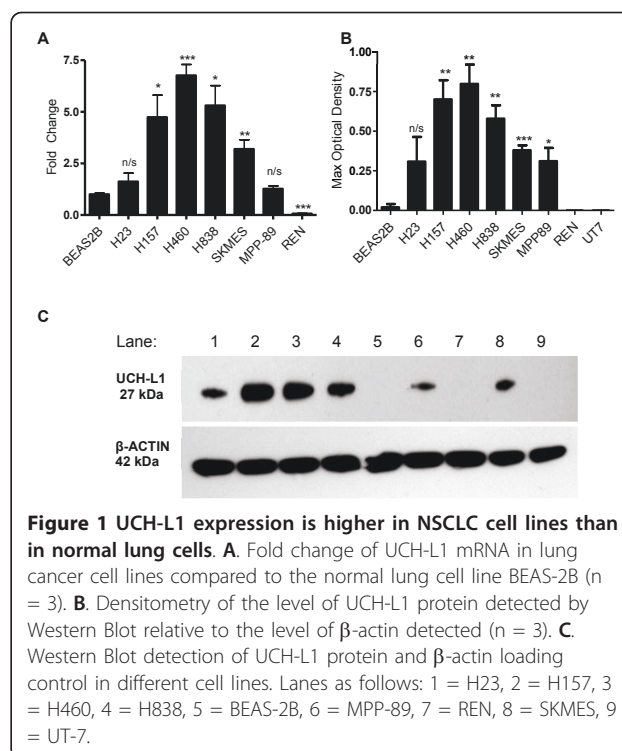 A
B
Fold Change
7.5
5.0
2.5
0.0
n/s
*
***
*
**
n/s
***
BEAS2B
H23
H157
H460
H838
SKMES
MPP-89
REN
Max Optical Density
1.00
0.75
0.50
0.25
0.00
n/s
**
**
**
***
*
BEAS2B
H23
H157
H460
H838
SKMES
MPP89
REN
UT7
C
Lane: 1 2 3 4 5 6 7 8 9
UCH-L1
27 kDa
β-ACTIN
42 kDa
Figure 1 UCH-L1 expression is higher in NSCLC cell lines than
in normal lung cells. A. Fold change of UCH-L1 mRNA in lung
cancer cell lines compared to the normal lung cell line BEAS-2B (n
= 3). B. Densitometry of the level of UCH-L1 protein detected by
Western Blot relative to the level of β-actin detected (n = 3). C.
Western Blot detection of UCH-L1 protein and β-actin loading
control in different cell lines. Lanes as follows: 1 = H23, 2 = H157, 3
= H460, 4 = H838, 5 = BEAS-2B, 6 = MPP-89, 7 = REN, 8 = SKMES, 9
= UT-7.